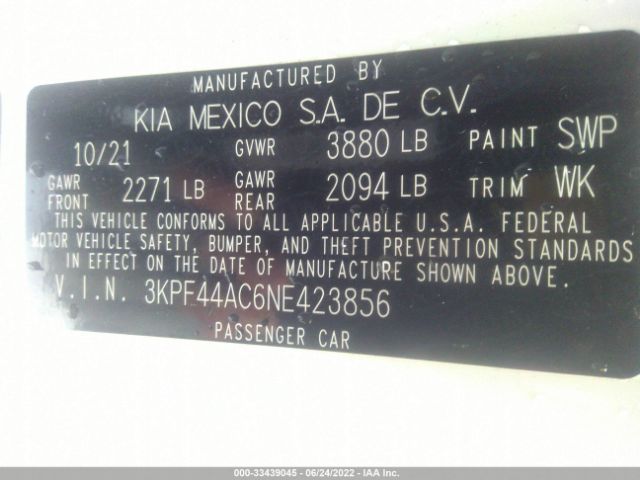 MANUFACTURED BY
KIA MEXICO S.A. DE C.V.
10/21 GVWR 3880 LB PAINT SWP
GAWR FRONT 2271 LB GAWR REAR 2094 LB TRIM WK
THIS VEHICLE CONFORMS TO ALL APPLICABLE U.S.A. FEDERAL
MOTOR VEHICLE SAFETY, BUMPER, AND THEFT PREVENTION STANDARDS
IN EFFECT ON THE DATE OF MANUFACTURE SHOWN ABOVE.
V.I.N. 3KPF44AC6NE423856
PASSENGER CAR
000-33439045 - 06/24/2022 - IAA Inc.